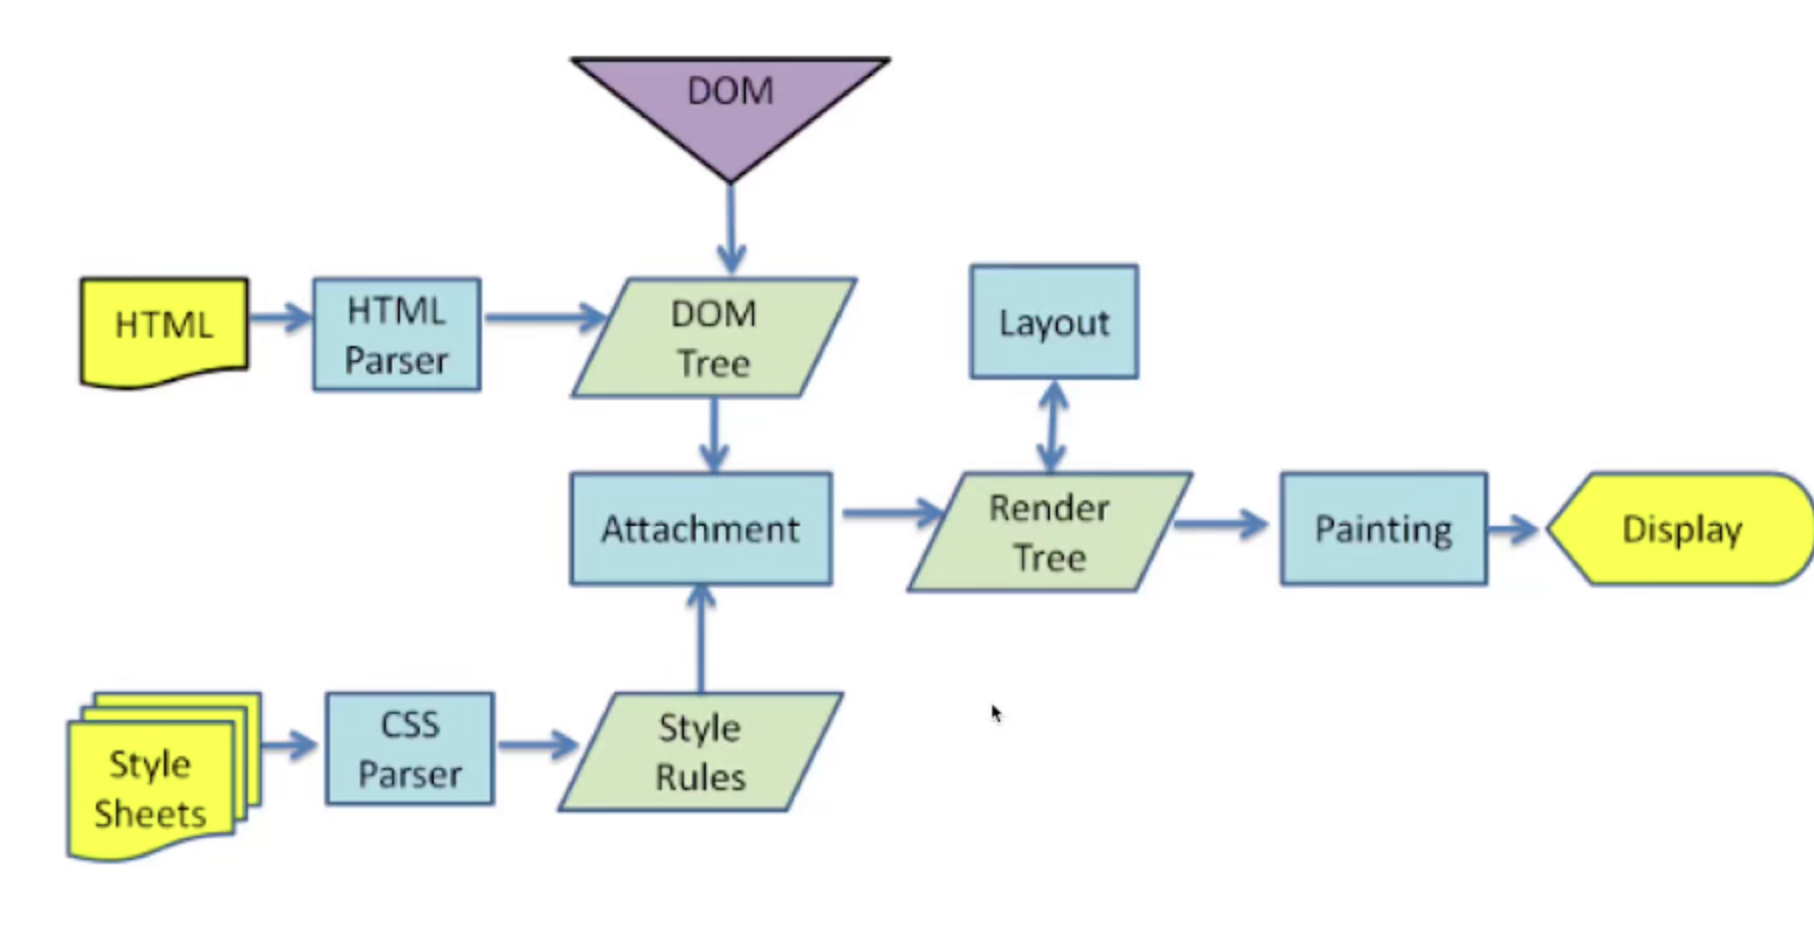 DOM
HTML
HTML
Parser
DOM
Tree
Layout
Attachment
Render
Tree
Painting
Display
Style
Sheets
CSS
Parser
Style
Rules